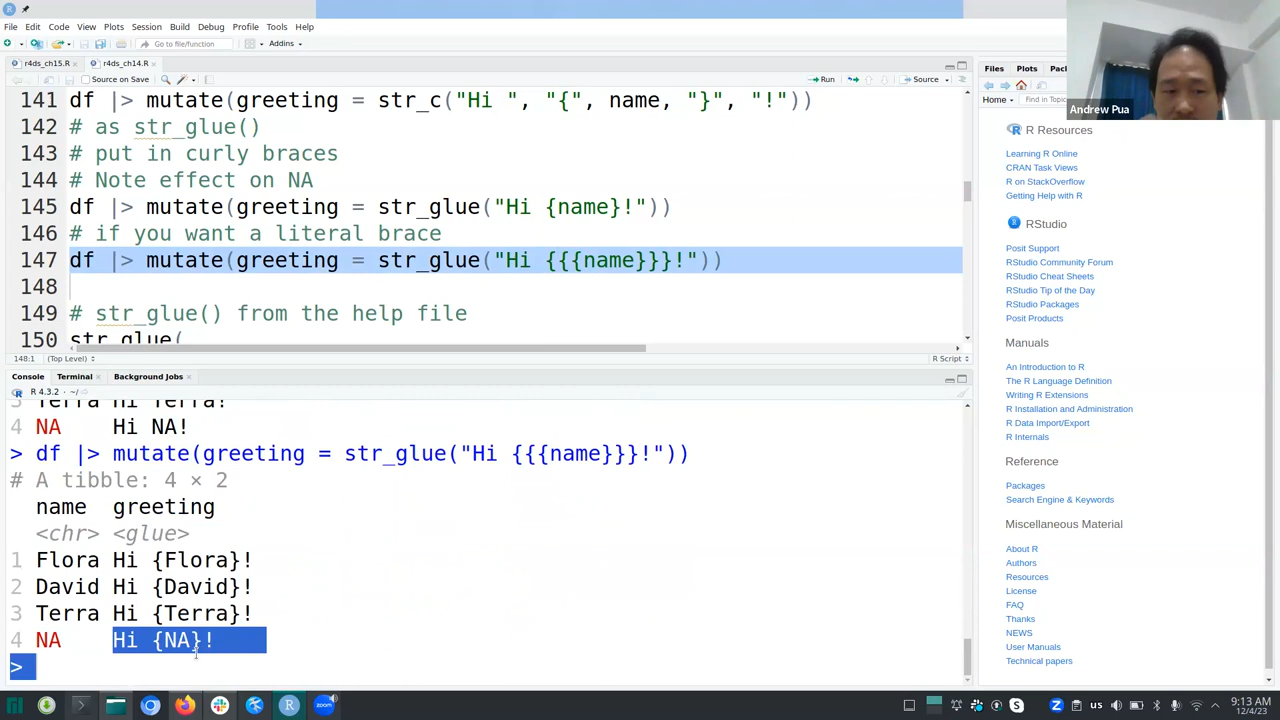 File Edit Code View Plots Session Build Debug Profile Tools Help
Go to file/function Addins
r4ds_ch15.R r4ds_ch14.R
Source on Save Run Source
141 df |> mutate(greeting = str_c("Hi ", "{", name, "}", "!"))
142 # as str_glue()
143 # put in curly braces
144 # Note effect on NA
145 df |> mutate(greeting = str_glue("Hi {name}!"))
146 # if you want a literal brace
147 df |> mutate(greeting = str_glue("Hi {{{name}}}!"))
148
149 # str_glue() from the help file
150 str_glue(
148:1 (Top Level) R Script
Console Terminal Background Jobs
R 4.3.2 · ~/
3 Terra Hi Terra!
4 NA Hi NA!
> df |> mutate(greeting = str_glue("Hi {{{name}}}!"))
# A tibble: 4 × 2
name greeting
<chr> <glue>
1 Flora Hi {Flora}!
2 David Hi {David}!
3 Terra Hi {Terra}!
4 NA Hi {NA}!
>
Files Plots Pac
Home Find in Topic
R Resources
Learning R Online
CRAN Task Views
R on StackOverflow
Getting Help with R
RStudio
Posit Support
RStudio Community Forum
RStudio Cheat Sheets
RStudio Tip of the Day
RStudio Packages
Posit Products
Manuals
An Introduction to R
The R Language Definition
Writing R Extensions
R Installation and Administration
R Data Import/Export
R Internals
Reference
Packages
Search Engine & Keywords
Miscellaneous Material
About R
Authors
Resources
License
FAQ
Thanks
NEWS
User Manuals
Technical papers
Andrew Pua
zoom
us
9:13 AM
12/4/23